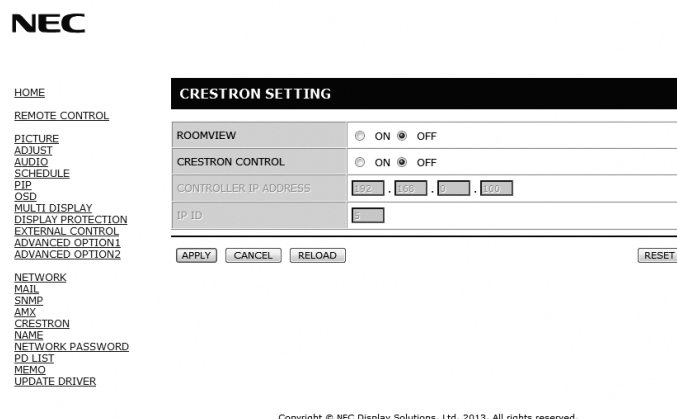 NEC
HOME
REMOTE CONTROL
PICTURE
ADJUST
AUDIO
SCHEDULE
PIP
OSD
MULTI DISPLAY
DISPLAY PROTECTION
EXTERNAL CONTROL
ADVANCED OPTION1
ADVANCED OPTION2
NETWORK
MAIL
SNMP
AMX
CRESTRON
NAME
NETWORK PASSWORD
PD LIST
MEMO
UPDATE DRIVER
CRESTRON SETTING
ROOMVIEW ON OFF
CRESTRON CONTROL ON OFF
CONTROLLER IP ADDRESS 192 . 168 . 0 . 100
IP ID 5
APPLY CANCEL RELOAD RESET
Copyright © NEC Display Solutions, Ltd. 2013. All rights reserved.